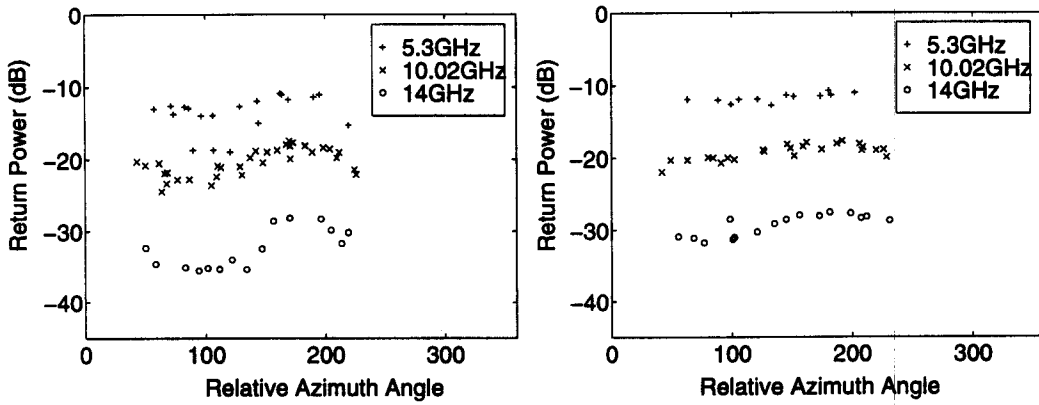 Return Power (dB)
0
−10
−20
−30
−40
0
100
200
300
Relative Azimuth Angle
+ 5.3GHz
× 10.02GHz
o 14GHz
Return Power (dB)
0
−10
−20
−30
−40
0
100
200
300
Relative Azimuth Angle
+ 5.3GHz
× 10.02GHz
o 14GHz